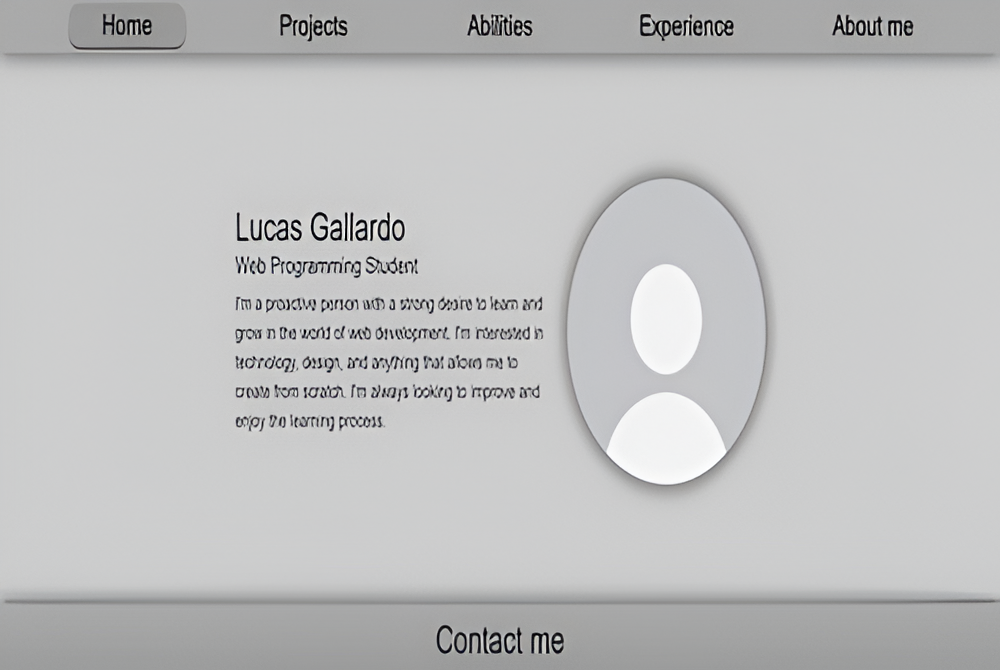 Home
Projects
Abilities
Experience
About me
Lucas Gallardo
Web Programming Student
I'm a proactive person with a strong desire to learn and
grow in the world of web development. I'm interested in
technology, design, and anything that allows me to
create from scratch. I'm always looking to improve and
enjoy the learning process.
Contact me